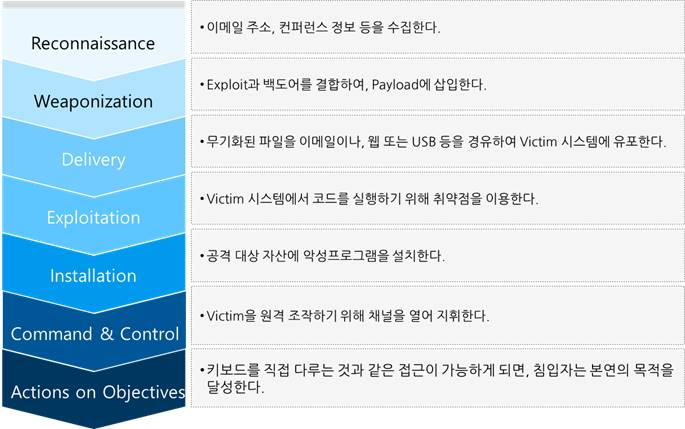 Reconnaissance
• 이메일 주소, 컨퍼런스 정보 등을 수집한다.
Weaponization
• Exploit과 백도어를 결합하여, Payload에 삽입한다.
Delivery
• 무기화된 파일을 이메일이나, 웹 또는 USB 등을 경유하여 Victim 시스템에 유포한다.
Exploitation
• Victim 시스템에서 코드를 실행하기 위해 취약점을 이용한다.
Installation
• 공격 대상 자산에 악성프로그램을 설치한다.
Command & Control
• Victim을 원격 조작하기 위해 채널을 열어 지휘한다.
Actions on Objectives
• 키보드를 직접 다루는 것과 같은 접근이 가능하게 되면, 침입자는 본연의 목적을
달성한다.